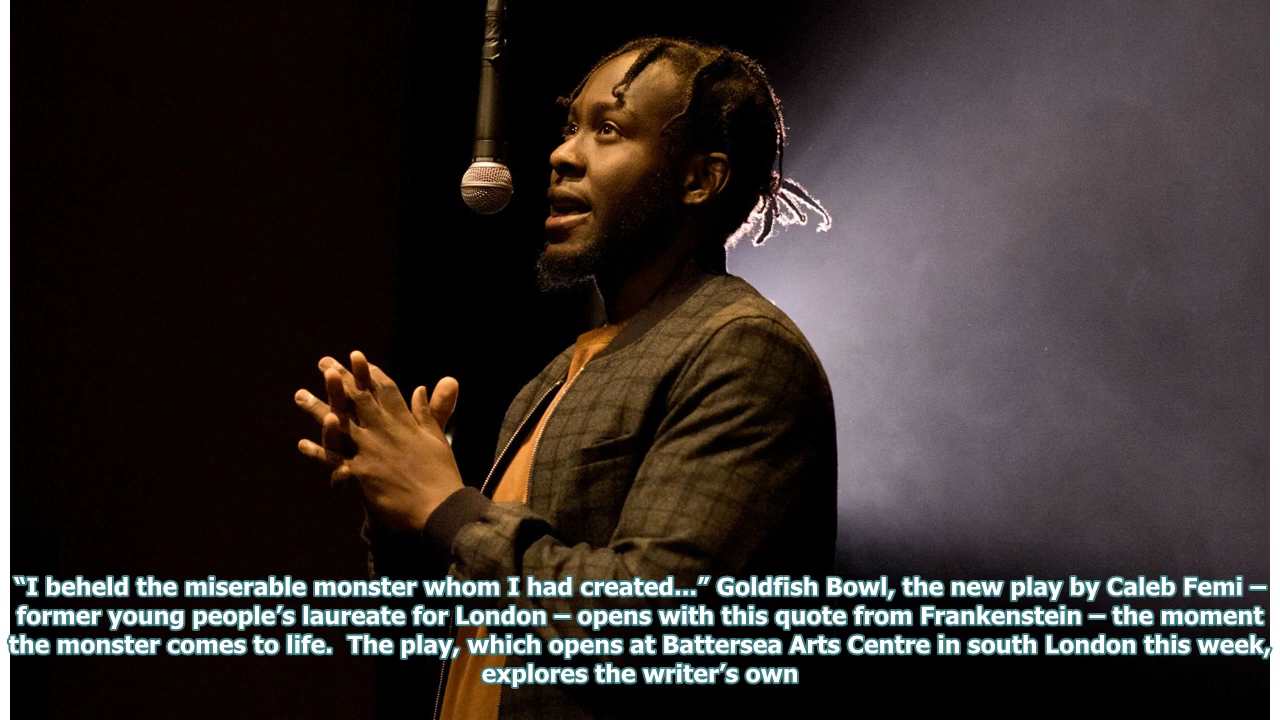 “I beheld the miserable monster whom I had created...” Goldfish Bowl, the new play by Caleb Femi –
former young people’s laureate for London – opens with this quote from Frankenstein – the moment
the monster comes to life.  The play, which opens at Battersea Arts Centre in south London this week,
explores the writer’s own